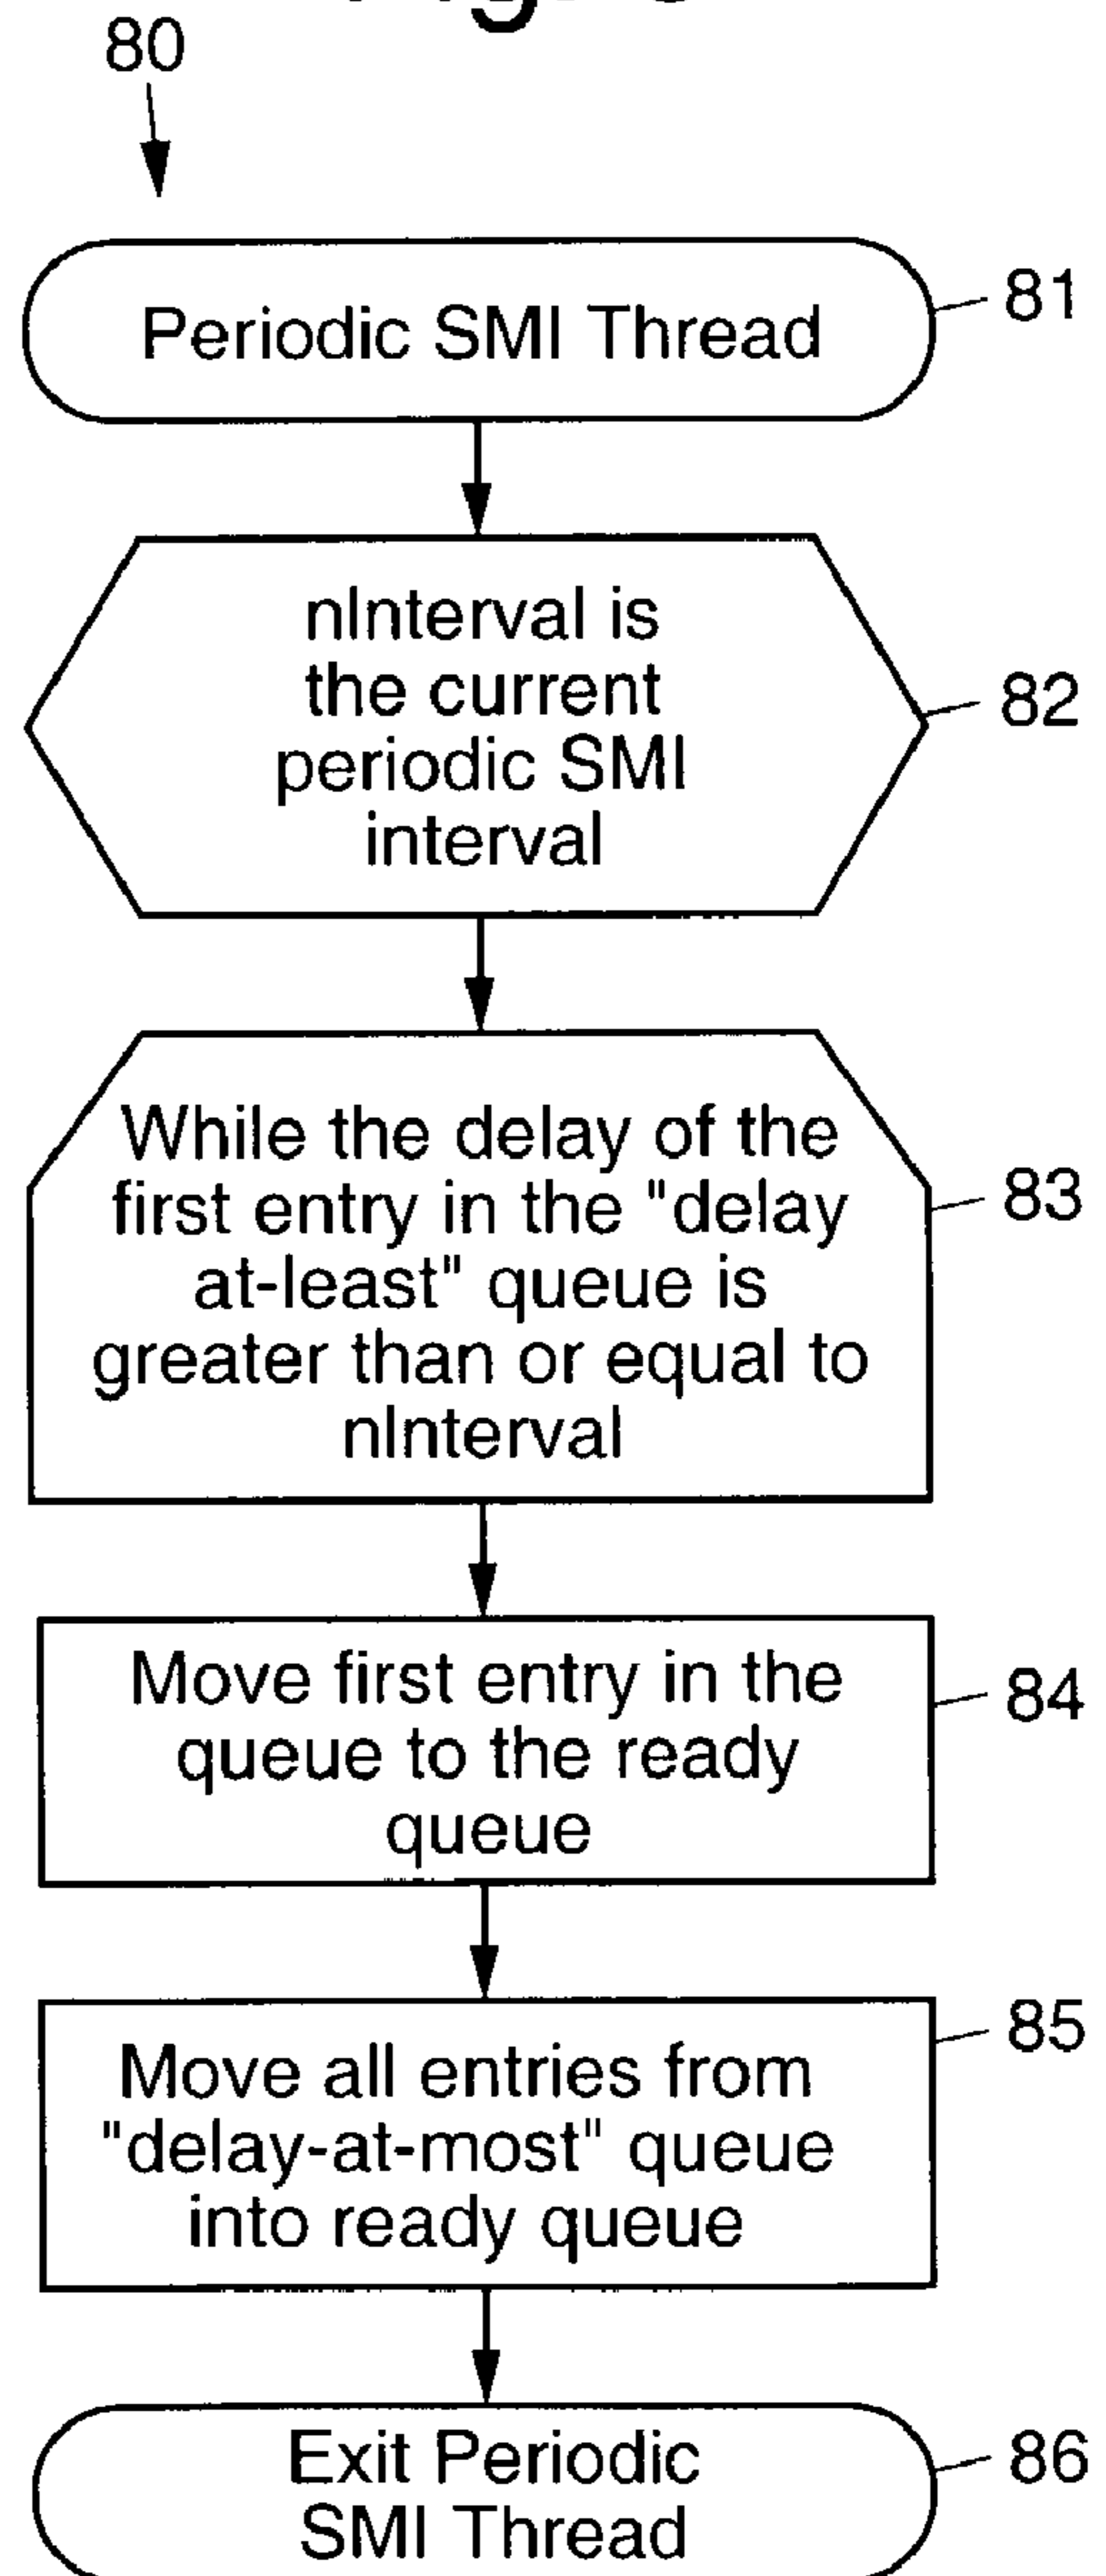 80
Periodic SMI Thread
81
nInterval is
the current
periodic SMI
interval
82
While the delay of the
first entry in the "delay
at-least" queue is
greater than or equal to
nInterval
83
Move first entry in the
queue to the ready
queue
84
Move all entries from
"delay-at-most" queue
into ready queue
85
Exit Periodic
SMI Thread
86